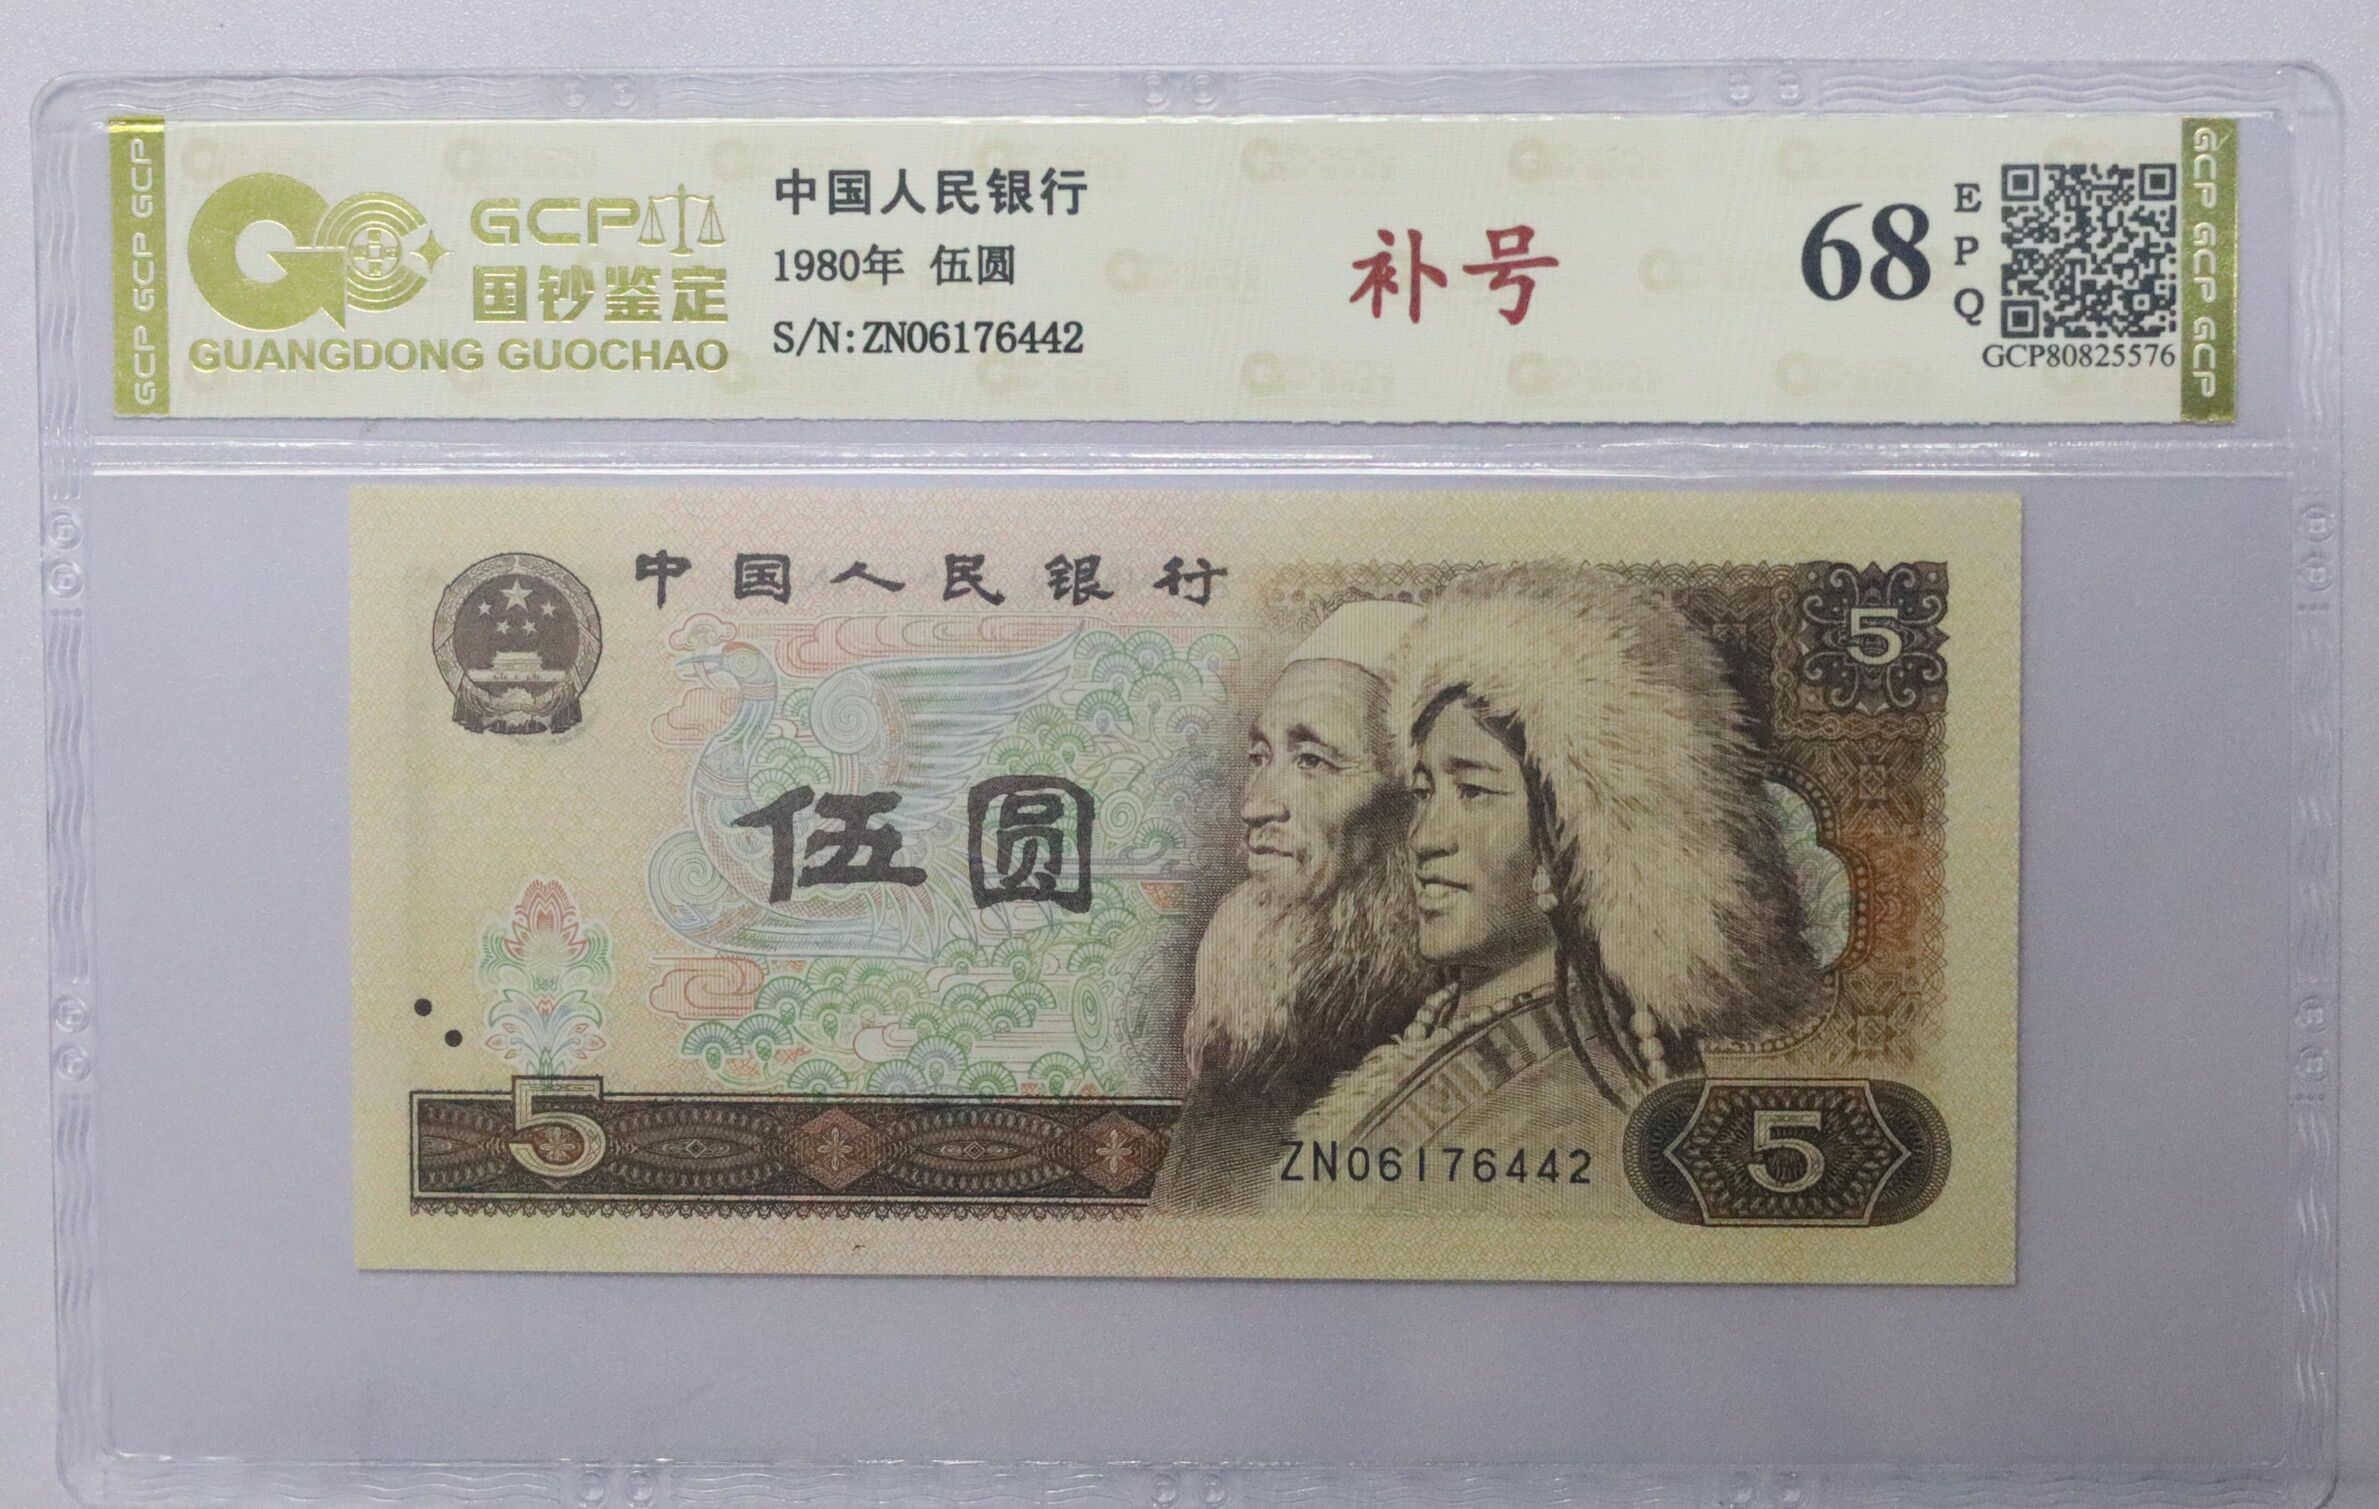 GCP GCP GCP
GCP
国钞鉴定
GUANGDONG GUOCHAO
中国人民银行
1980年 伍圆
S/N:ZN06176442
补号
68
EPQ
GCP80825576
GCP GCP GCP
中国人民银行
5
伍圆
5
ZN06176442
5